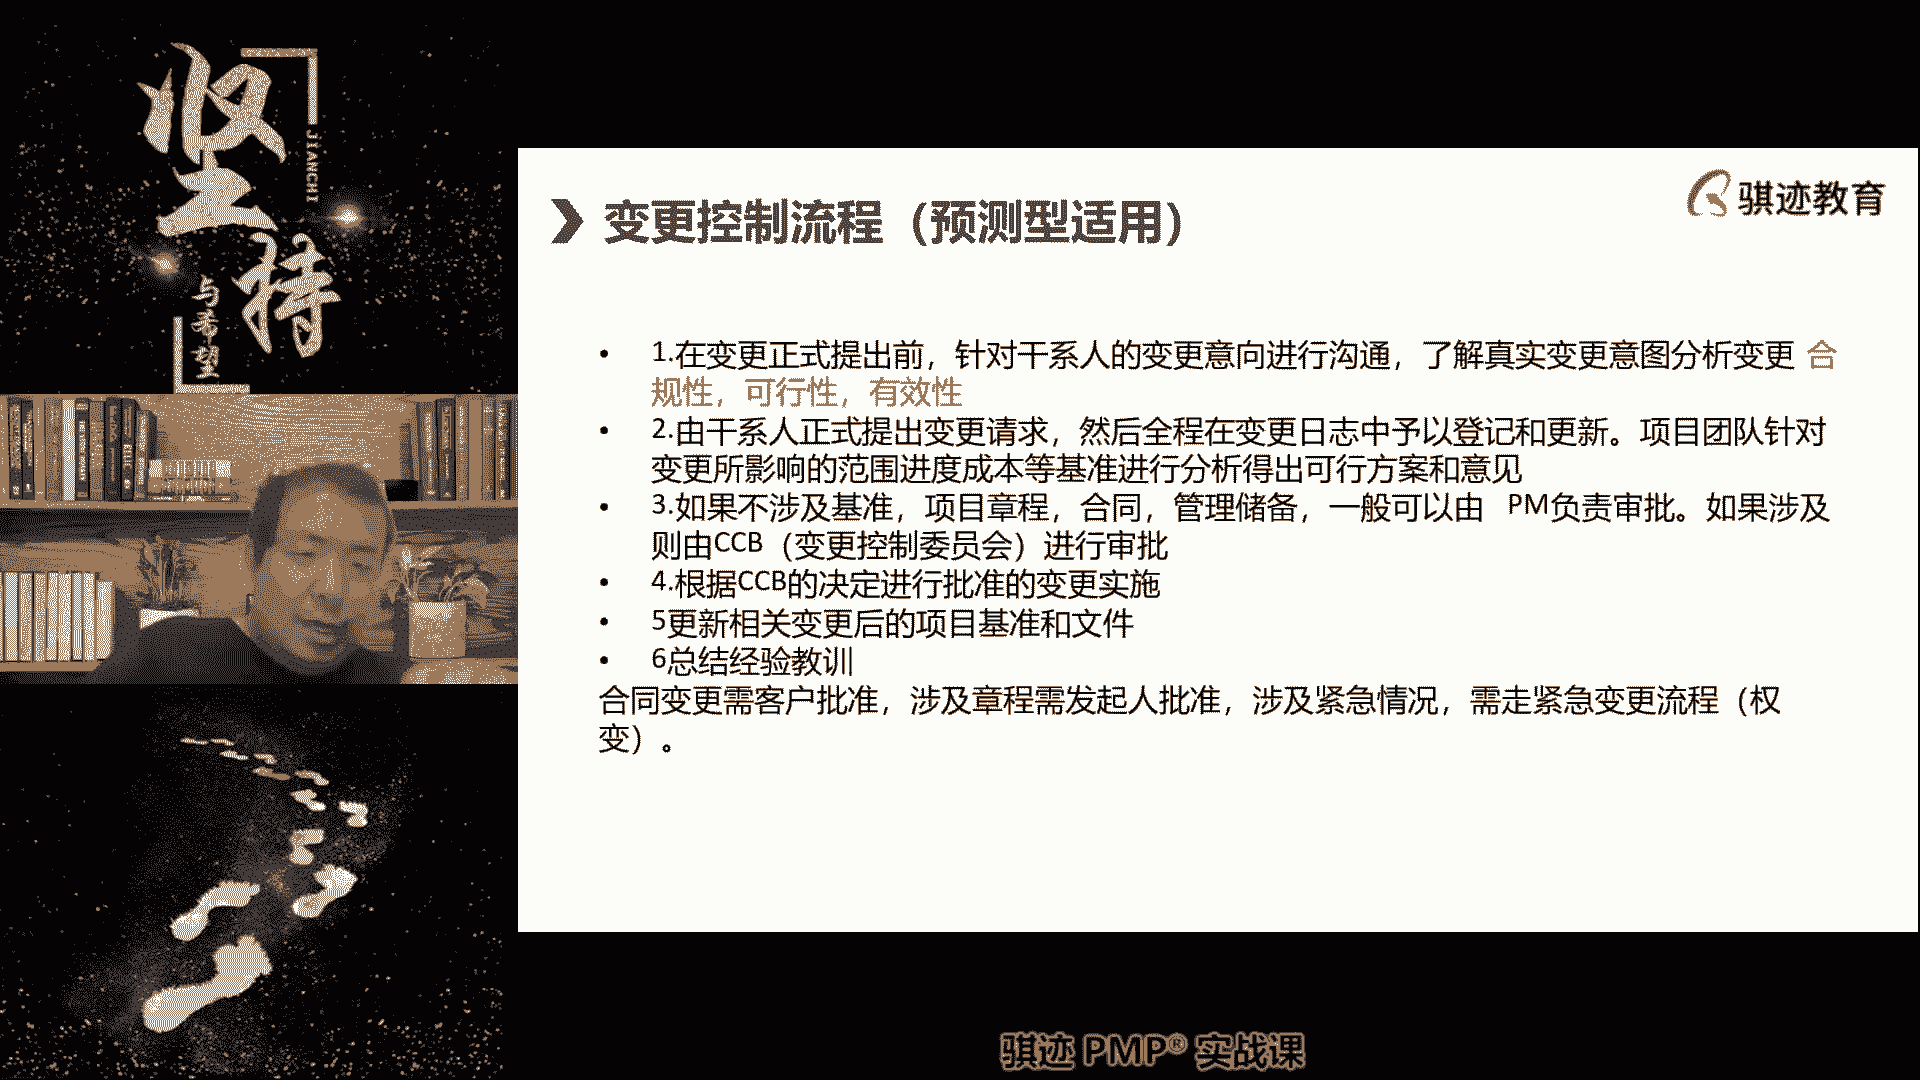 坚持
JIANCHI
与希望
骐迹教育
变更控制流程（预测型适用）
• 1.在变更正式提出前，针对干系人的变更意向进行沟通，了解真实变更意图分析变更 合
规性，可行性，有效性
• 2.由干系人正式提出变更请求，然后全程在变更日志中予以登记和更新。项目团队针对
变更所影响的范围进度成本等基准进行分析得出可行方案和意见
• 3.如果不涉及基准，项目章程，合同，管理储备，一般可以由 PM负责审批。如果涉及
则由CCB（变更控制委员会）进行审批
• 4.根据CCB的决定进行批准的变更实施
• 5更新相关变更后的项目基准和文件
• 6总结经验教训
合同变更需客户批准，涉及章程需发起人批准，涉及紧急情况，需走紧急变更流程（权
变）。
骐迹 PMP® 实战课